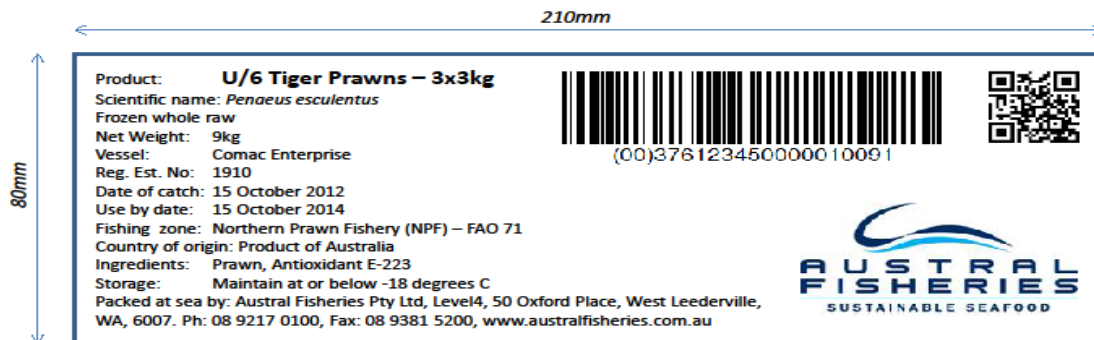 210mm
80mm
Product: U/6 Tiger Prawns – 3x3kg
Scientific name: Penaeus esculentus
Frozen whole raw
Net Weight: 9kg
Vessel: Comac Enterprise
Reg. Est. No: 1910
Date of catch: 15 October 2012
Use by date: 15 October 2014
Fishing zone: Northern Prawn Fishery (NPF) – FAO 71
Country of origin: Product of Australia
Ingredients: Prawn, Antioxidant E-223
Storage: Maintain at or below -18 degrees C
Packed at sea by: Austral Fisheries Pty Ltd, Level4, 50 Oxford Place, West Leederville,
WA, 6007. Ph: 08 9217 0100, Fax: 08 9381 5200, www.australfisheries.com.au
(00)376123450000010091
AUSTRAL
FISHERIES
SUSTAINABLE SEAFOOD